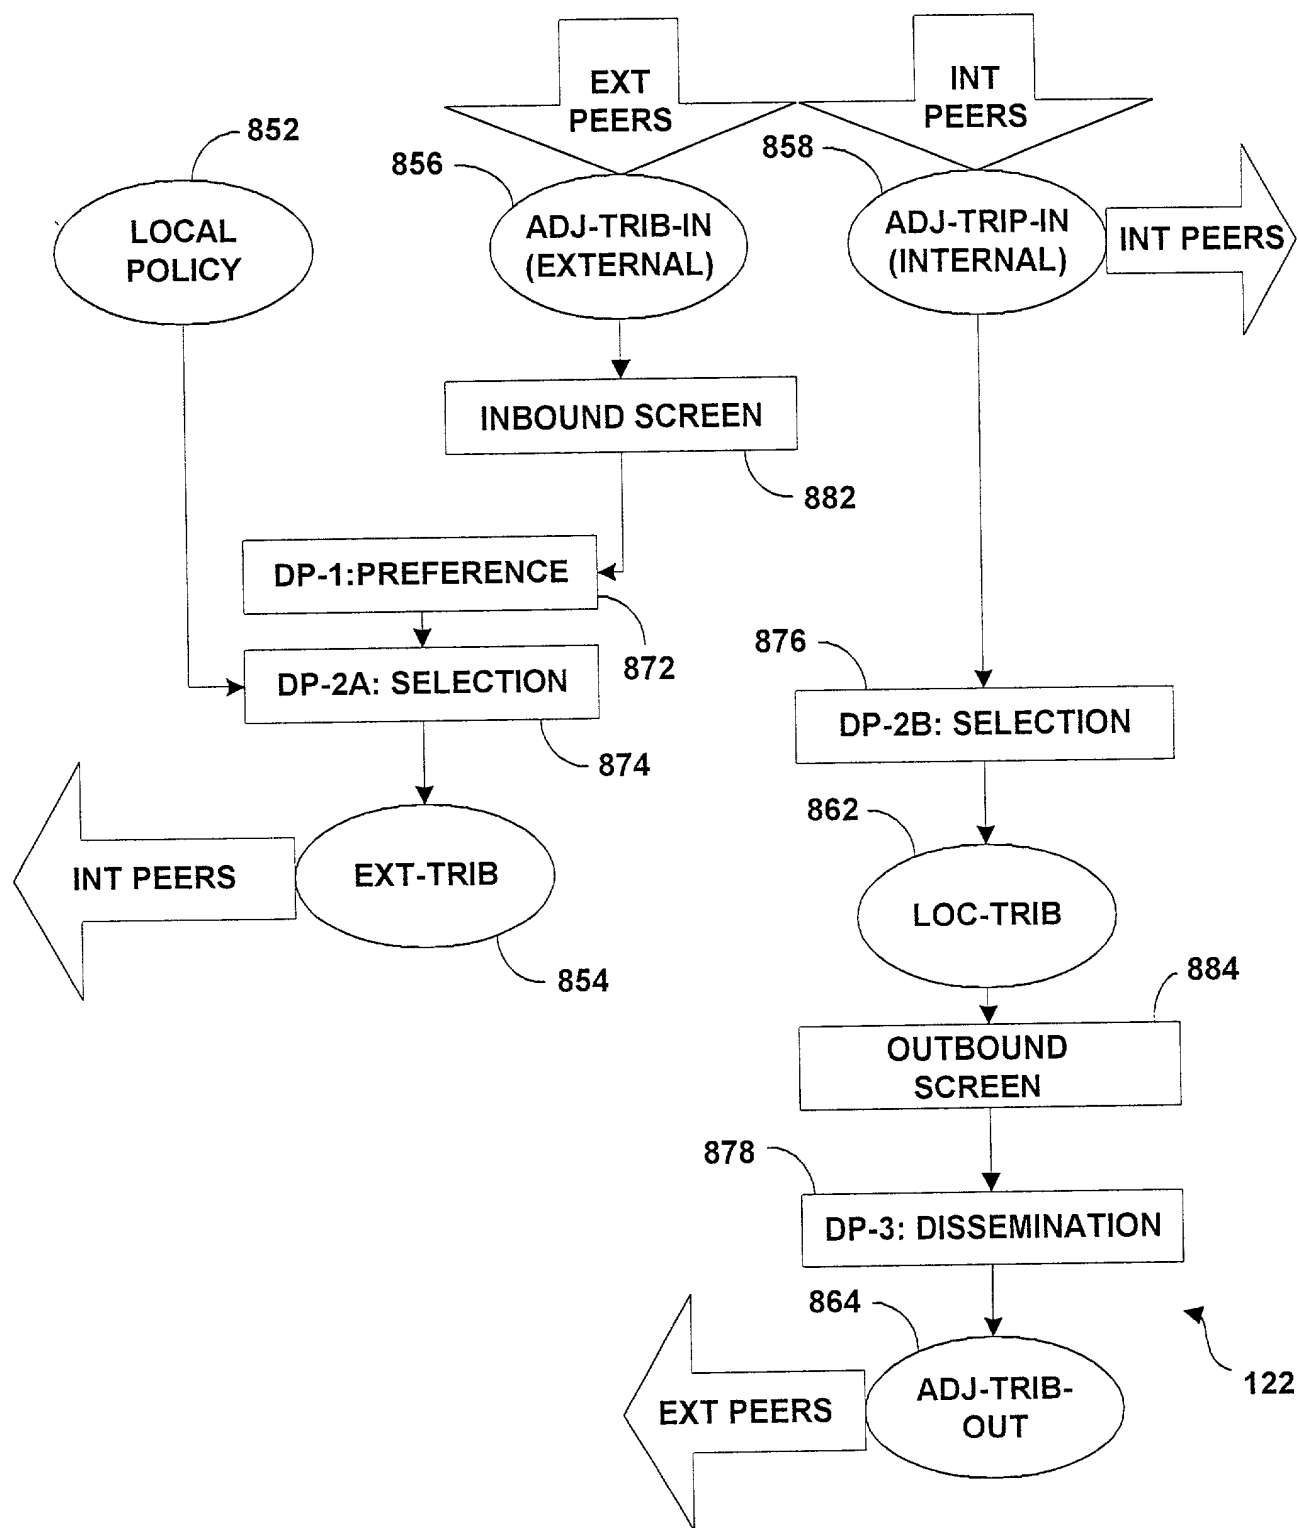 EXT
PEERS
INT
PEERS
852
856
858
LOCAL
POLICY
ADJ-TRIB-IN
(EXTERNAL)
ADJ-TRIP-IN
(INTERNAL)
INT PEERS
INBOUND SCREEN
882
DP-1:PREFERENCE
872
DP-2A: SELECTION
874
876
DP-2B: SELECTION
862
INT PEERS
EXT-TRIB
854
LOC-TRIB
884
OUTBOUND
SCREEN
878
DP-3: DISSEMINATION
864
EXT PEERS
ADJ-TRIB-
OUT
122